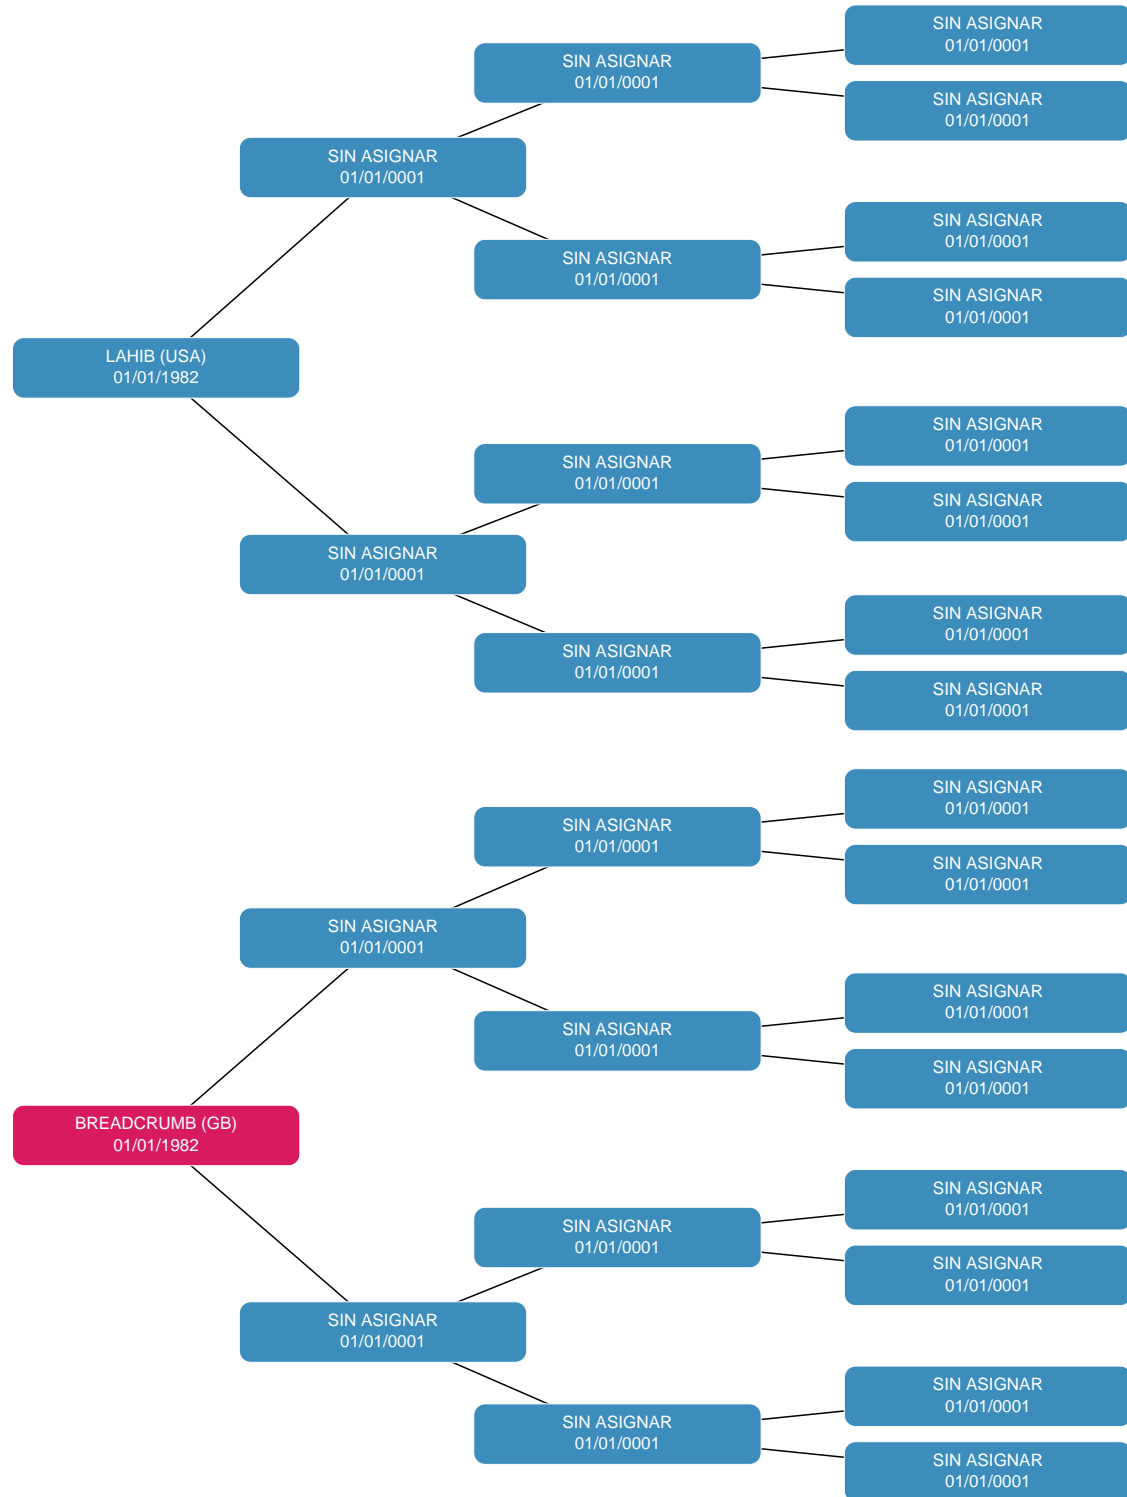 SIN ASIGNAR
01/01/0001
SIN ASIGNAR
01/01/0001
SIN ASIGNAR
01/01/0001
SIN ASIGNAR
01/01/0001
SIN ASIGNAR
01/01/0001
SIN ASIGNAR
01/01/0001
SIN ASIGNAR
01/01/0001
LAHIB (USA)
01/01/1982
SIN ASIGNAR
01/01/0001
SIN ASIGNAR
01/01/0001
SIN ASIGNAR
01/01/0001
SIN ASIGNAR
01/01/0001
SIN ASIGNAR
01/01/0001
SIN ASIGNAR
01/01/0001
SIN ASIGNAR
01/01/0001
SIN ASIGNAR
01/01/0001
SIN ASIGNAR
01/01/0001
SIN ASIGNAR
01/01/0001
SIN ASIGNAR
01/01/0001
SIN ASIGNAR
01/01/0001
SIN ASIGNAR
01/01/0001
SIN ASIGNAR
01/01/0001
BREADCRUMB (GB)
01/01/1982
SIN ASIGNAR
01/01/0001
SIN ASIGNAR
01/01/0001
SIN ASIGNAR
01/01/0001
SIN ASIGNAR
01/01/0001
SIN ASIGNAR
01/01/0001
SIN ASIGNAR
01/01/0001
SIN ASIGNAR
01/01/0001